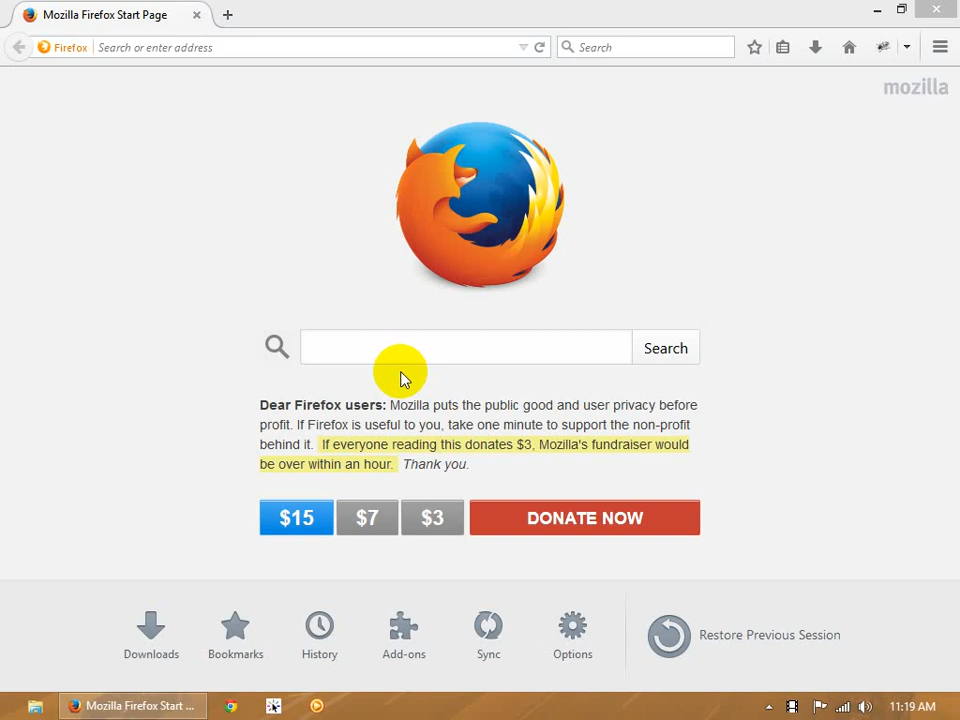 Mozilla Firefox Start Page
Firefox
Search or enter address
Search
mozilla
Search
Dear Firefox users: Mozilla puts the public good and user privacy before
profit. If Firefox is useful to you, take one minute to support the non-profit
behind it. If everyone reading this donates $3, Mozilla's fundraiser would
be over within an hour. Thank you.
$15 $7 $3 DONATE NOW
Downloads Bookmarks History Add-ons Sync Options Restore Previous Session
Mozilla Firefox Start ...
11:19 AM